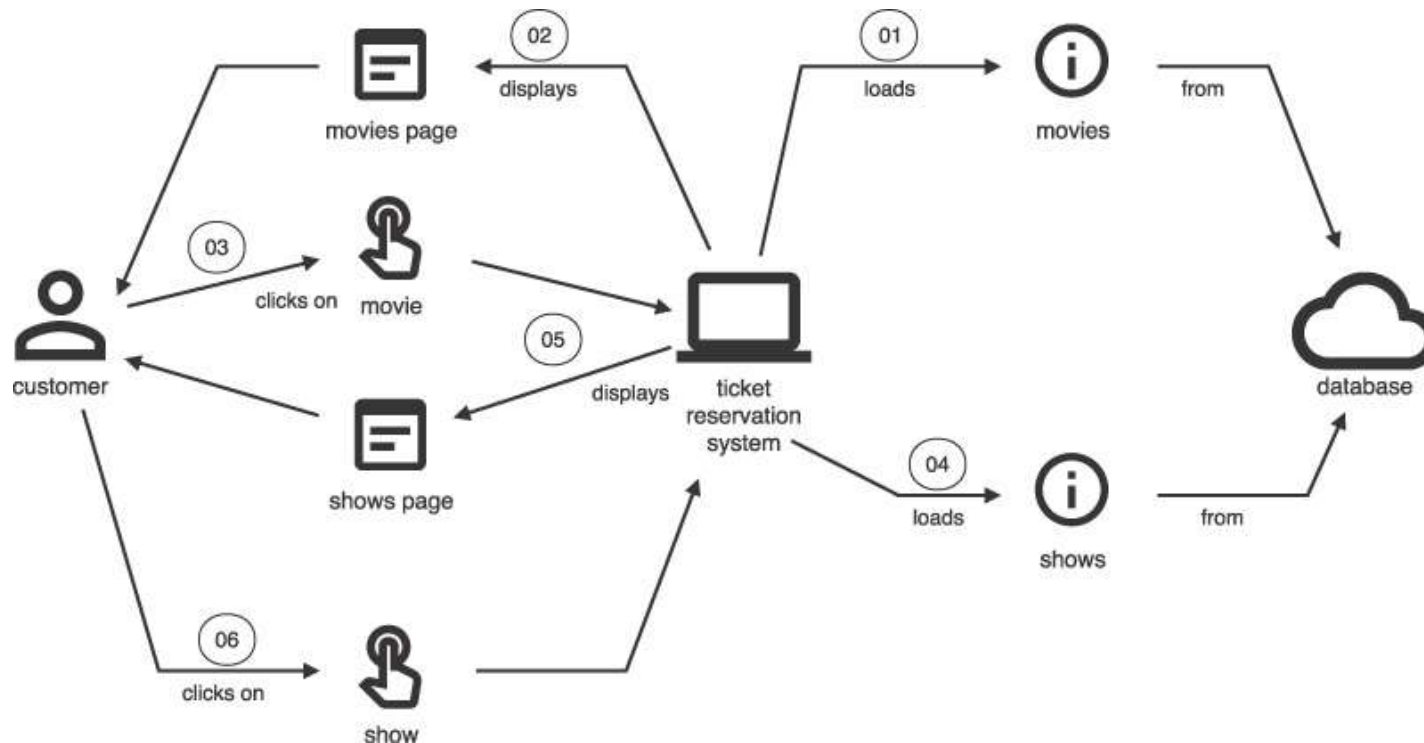 02
01
displays
loads
from
movies page
movies
03
clicks on
movie
05
customer
displays
ticket
reservation
system
database
04
shows page
loads
from
shows
06
clicks on
show